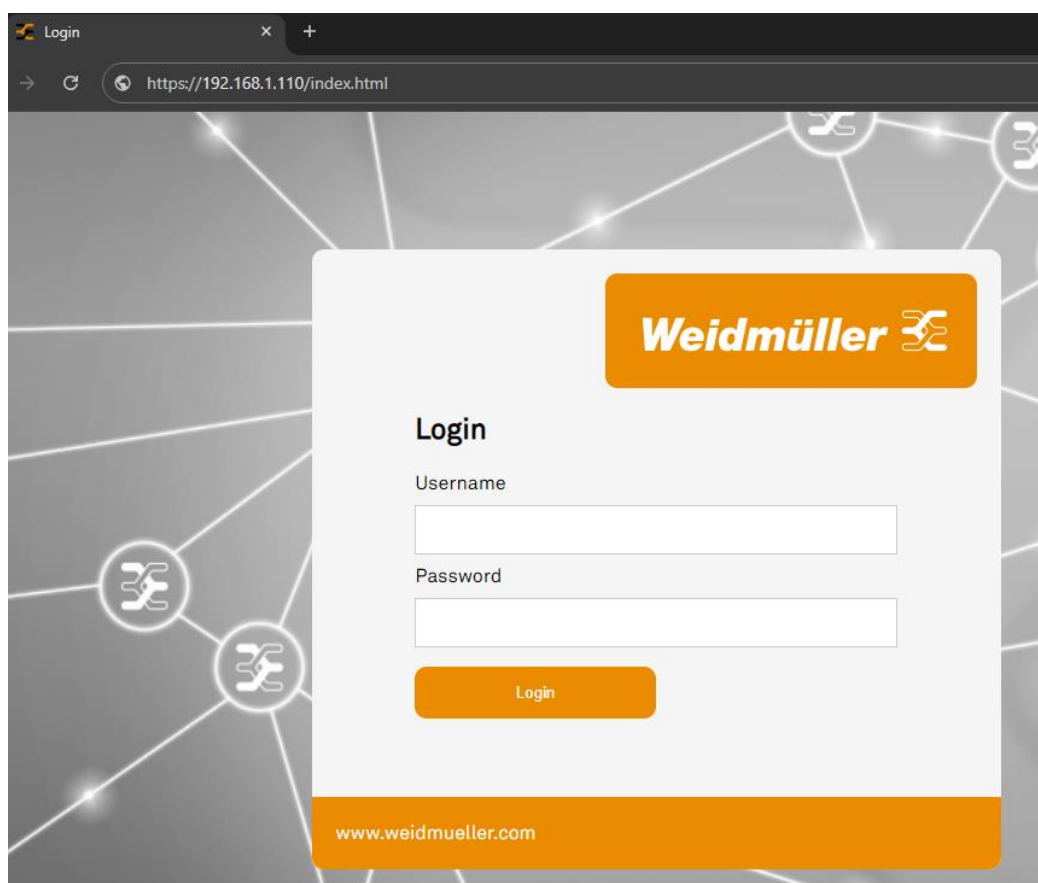 Login
https://192.168.1.110/index.html
Weidmüller
Login
Username
Password
Login
www.weidmueller.com